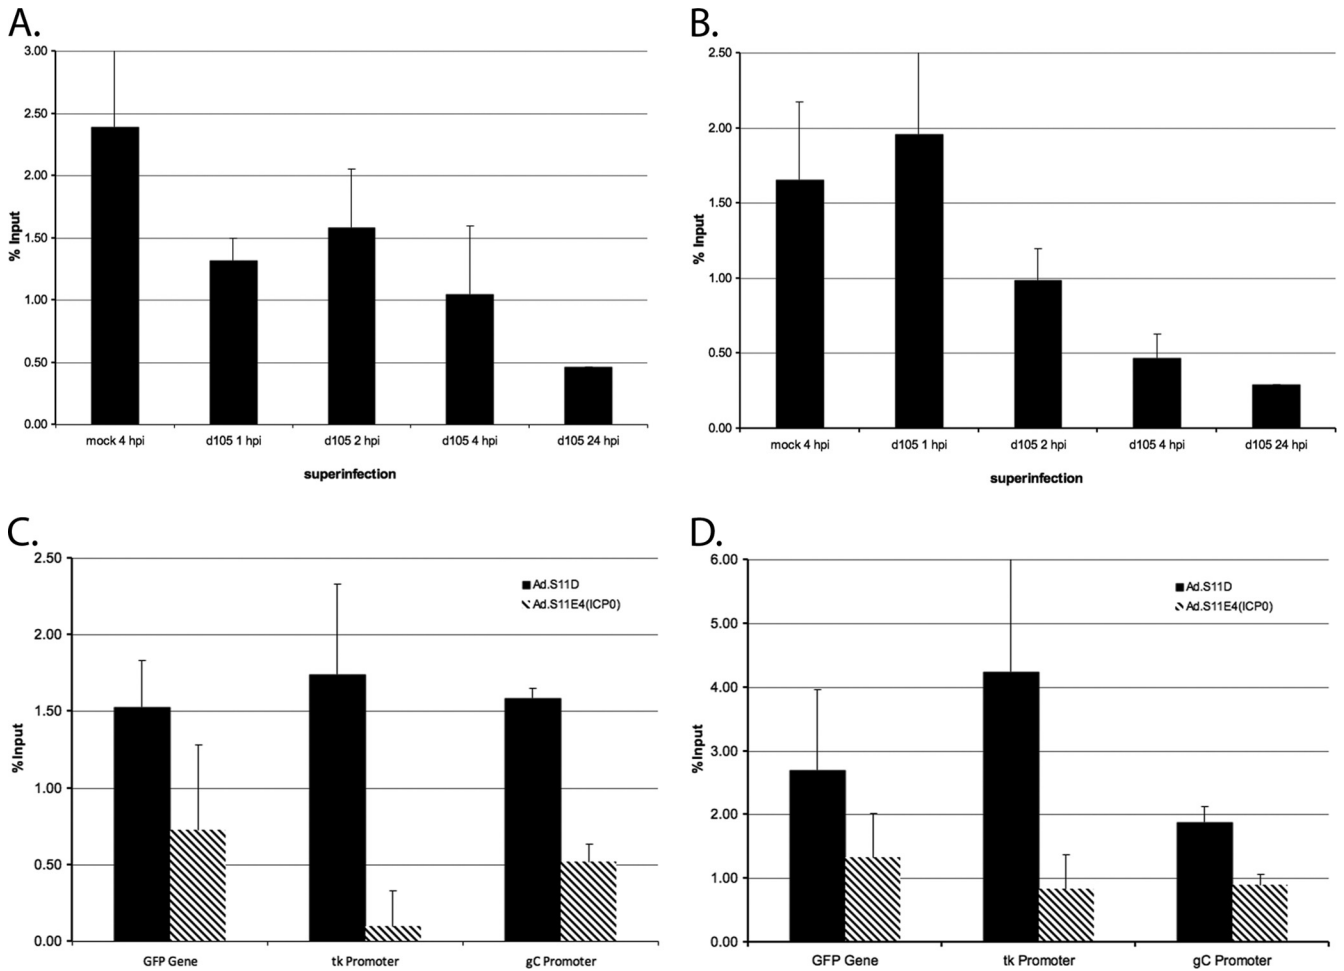 A.
3.00
2.50
2.00
1.50
1.00
0.50
0.00
% Input
mock 4 hpi d105 1 hpi d105 2 hpi d105 4 hpi d105 24 hpi
superinfection
B.
2.50
2.00
1.50
1.00
0.50
0.00
% Input
mock 4 hpi d105 1 hpi d105 2 hpi d105 4 hpi d105 24 hpi
superinfection
C.
2.50
2.00
1.50
1.00
0.50
0.00
%Input
Ad.S11D
Ad.S11E4(ICP0)
GFP Gene tk Promoter gC Promoter
D.
6.00
5.00
4.00
3.00
2.00
1.00
0.00
%Input
Ad.S11D
Ad.S11E4(ICP0)
GFP Gene tk Promoter gC Promoter